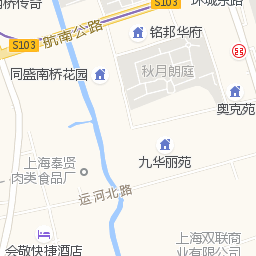 南桥传奇
S103
航南公路
铭邦华府
环城东路
S103
同盛南桥花园
秋月朗庭
奥克苑
上海奉贤
肉类食品厂
九华丽苑
运河北路
会敬快捷酒店
上海双联商
业有限公司